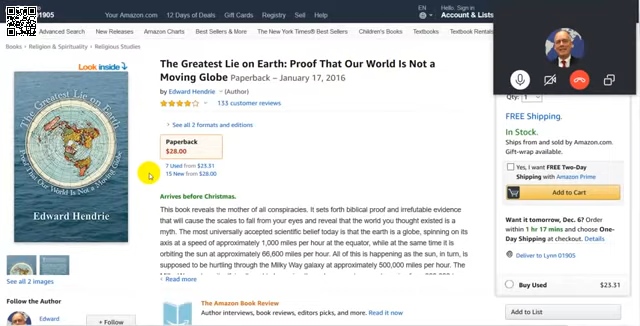 01905
Your Amazon.com
12 Days of Deals
Gift Cards
Registry
Sell
Help
EN
Hello. Sign in
Account & Lists
Advanced Search
New Releases
Amazon Charts
Best Sellers & More
The New York Times® Best Sellers
Children's Books
Textbooks
Textbook Rentals
Books › Religion & Spirituality › Religious Studies
Look inside
The Greatest Lie on Earth: Proof That Our World Is Not a
Moving Globe Paperback – January 17, 2016
by Edward Hendrie (Author)
133 customer reviews
See all 2 formats and editions
Paperback
$28.00
7 Used from $23.31
15 New from $28.00
Arrives before Christmas.
This book reveals the mother of all conspiracies. It sets forth biblical proof and irrefutable evidence
that will cause the scales to fall from your eyes and reveal that the world you thought existed is a
myth. The most universally accepted scientific belief today is that the earth is a globe, spinning on its
axis at a speed of approximately 1,000 miles per hour at the equator, while at the same time it is
orbiting the sun at approximately 66,600 miles per hour. All of this is happening as the sun, in turn, is
supposed to be hurtling through the Milky Way galaxy at approximately 500,000 miles per hour. The
Read more
The Amazon Book Review
Author interviews, book reviews, editors picks, and more. Read it now
The Greatest Lie on Earth
Proof That Our World Is Not a Moving Globe
Edward Hendrie
See all 2 images
Follow the Author
Edward
+ Follow
Qty: 1
FREE Shipping.
In Stock.
Ships from and sold by Amazon.com.
Gift-wrap available.
Yes, I want FREE Two-Day
Shipping with Amazon Prime
Add to Cart
Want it tomorrow, Dec. 6? Order
within 1 hr 17 mins and choose One-
Day Shipping at checkout. Details
Deliver to Lynn 01905
Buy Used
$23.31
Add to List